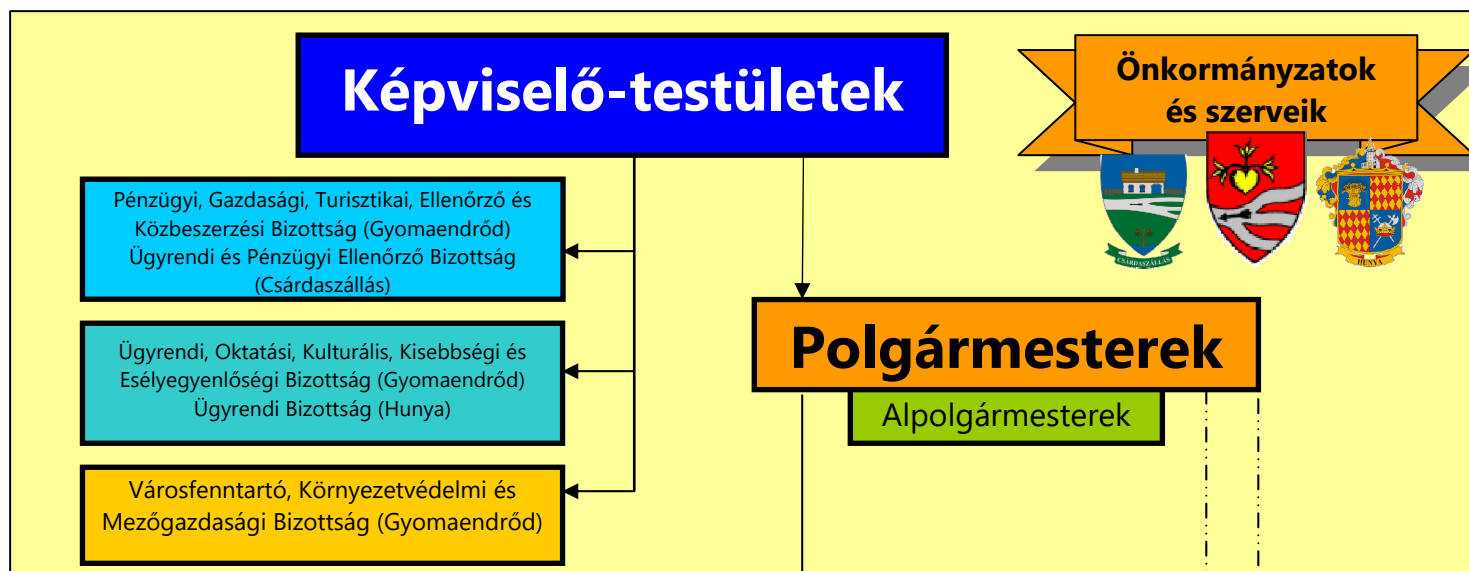 Képviselő-testületek
Önkormányzatok
és szerveik
CSÁRDASZÁLLÁS
HUNYA
Pénzügyi, Gazdasági, Turisztikai, Ellenőrző és
Közbeszerzési Bizottság (Gyomaendrőd)
Ügyrendi és Pénzügyi Ellenőrző Bizottság
(Csárdaszállás)
Polgármesterek
Alpolgármesterek
Ügyrendi, Oktatási, Kulturális, Kisebbségi és
Esélyegyenlőségi Bizottság (Gyomaendrőd)
Ügyrendi Bizottság (Hunya)
Városfenntartó, Környezetvédelmi és
Mezőgazdasági Bizottság (Gyomaendrőd)